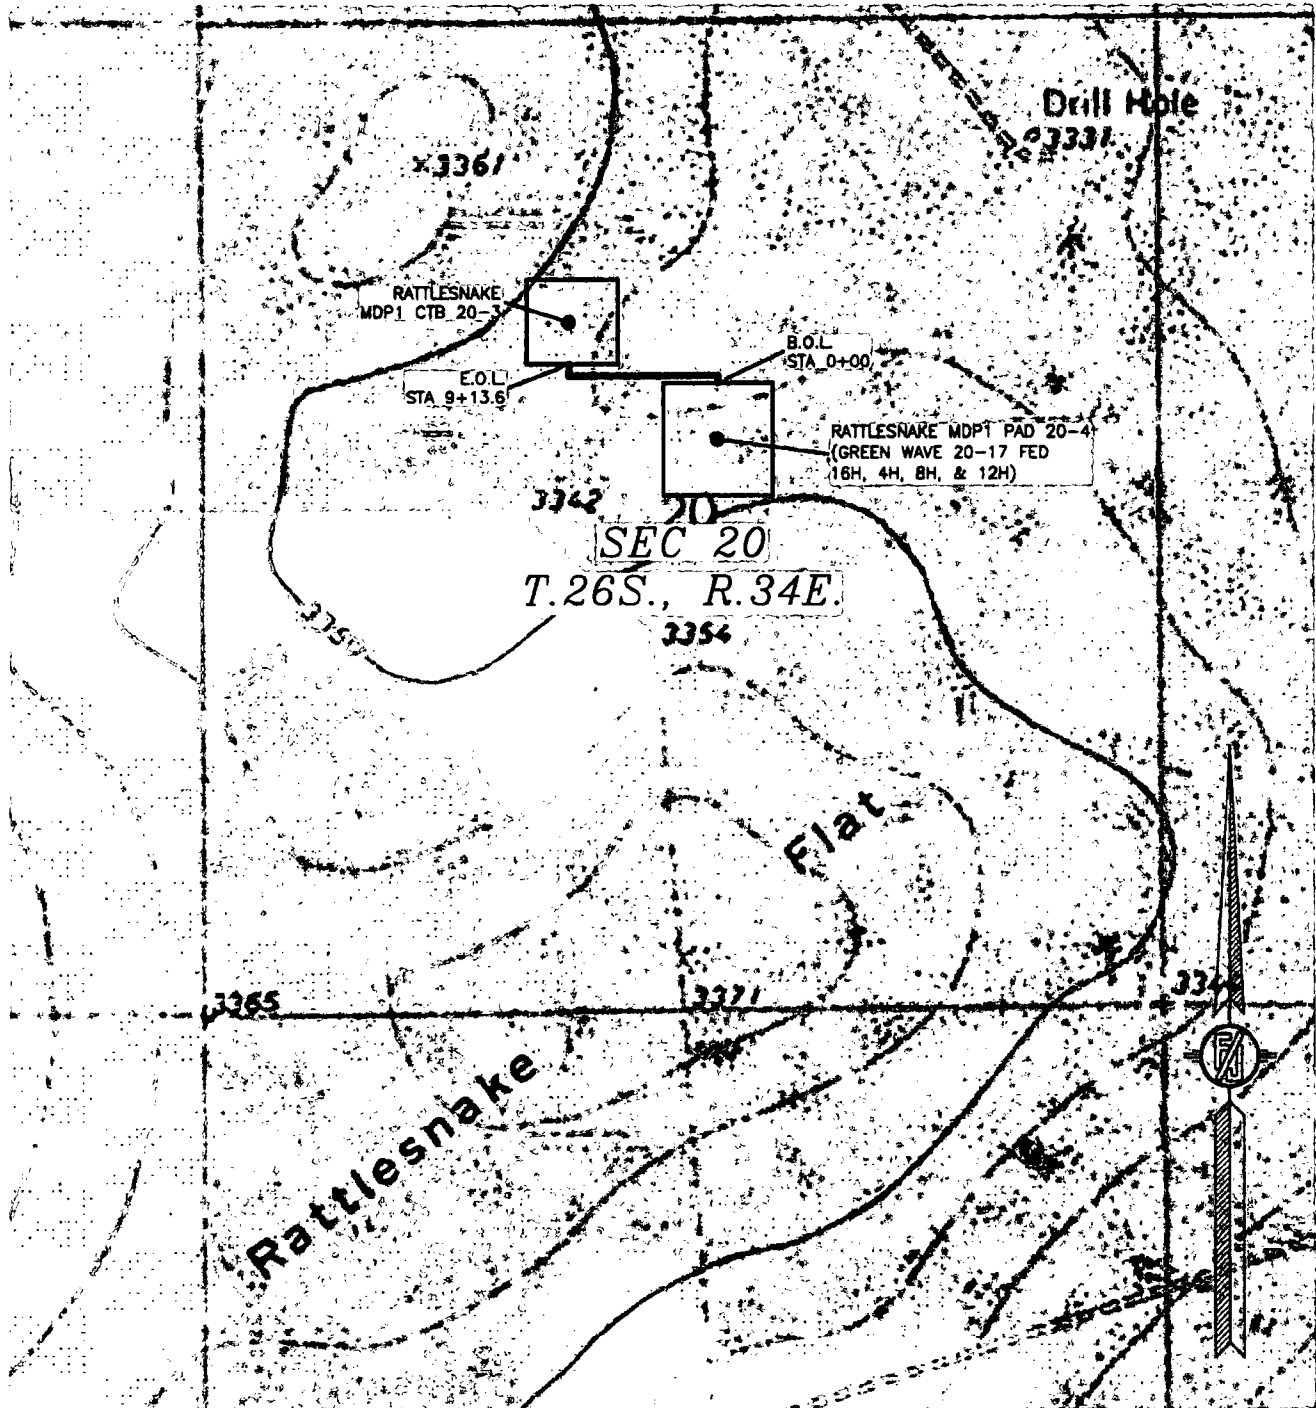 Drill Hole
3331
×3361
RATTLESNAKE
MDP1 CTB 20-3
B.O.L.
STA 0+00
E.O.L.
STA 9+13.6
RATTLESNAKE MDP1 PAD 20-4
(GREEN WAVE 20-17 FED
16H, 4H, 8H, & 12H)
3342
20
SEC 20
T.26S., R.34E.
3350
3354
Flat
3365
3371
Rattlesnake